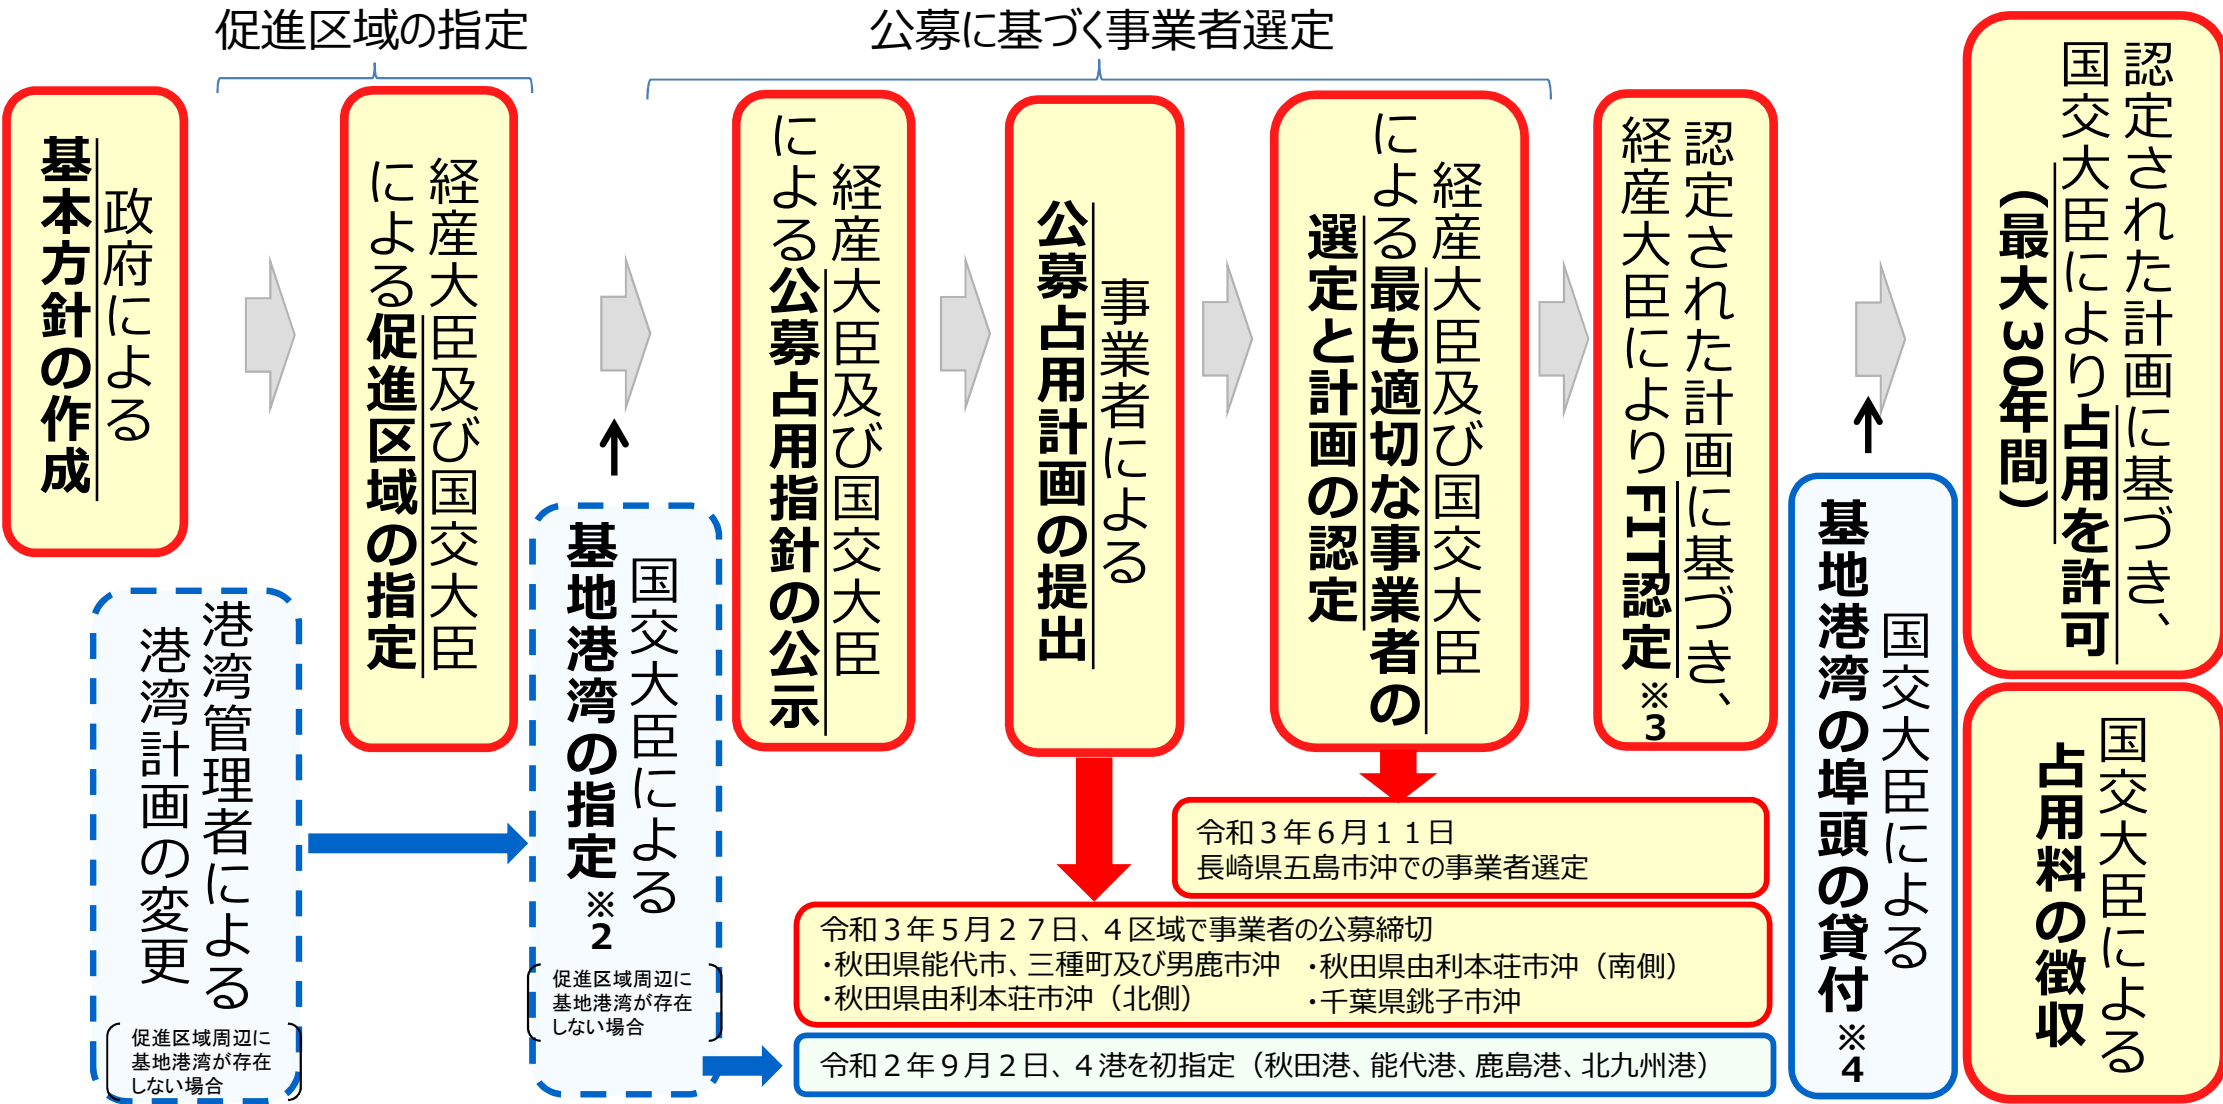 促進区域の指定
公募に基づく事業者選定
政府による
基本方針の作成
港湾管理者による
港湾計画の変更
促進区域周辺に
基地港湾が存在
しない場合
経産大臣及び国交大臣
による促進区域の指定
国交大臣による
基地港湾の指定※2
促進区域周辺に
基地港湾が存在
しない場合
経産大臣及び国交大臣
による公募占用指針の公示
事業者による
公募占用計画の提出
経産大臣及び国交大臣
による最も適切な事業者の
選定と計画の認定
認定された計画に基づき、
経産大臣によりFIT認定※3
国交大臣による
基地港湾の埠頭の貸付※4
認定された計画に基づき、
国交大臣により占用を許可
(最大30年間)
国交大臣による
占用料の徴収
令和３年６月１１日
長崎県五島市沖での事業者選定
令和３年５月２７日、４区域で事業者の公募締切
・秋田県能代市、三種町及び男鹿市沖 ・秋田県由利本荘市沖（南側）
・秋田県由利本荘市沖（北側） ・千葉県銚子市沖
令和２年９月２日、４港を初指定（秋田港、能代港、鹿島港、北九州港）